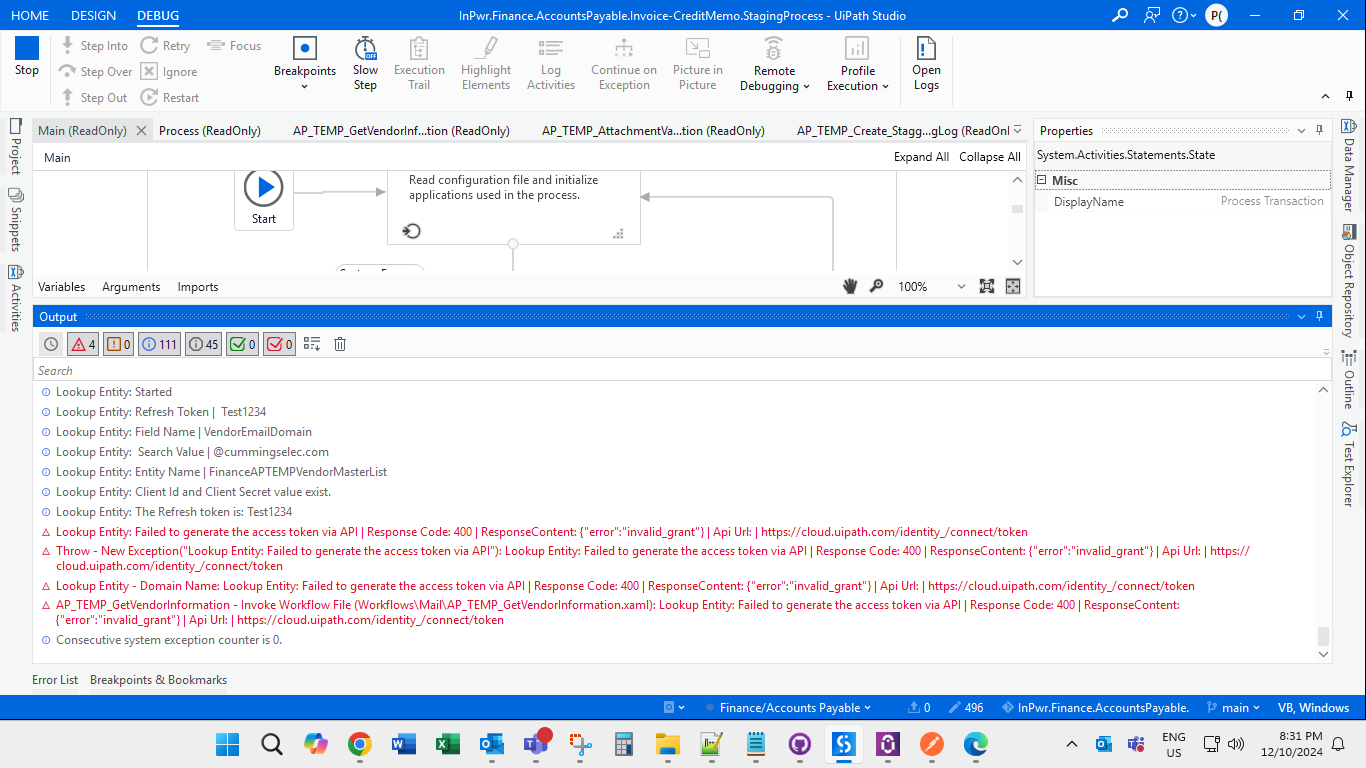 HOME DESIGN DEBUG InPwr.Finance.AccountsPayable.Invoice-CreditMemo.StagingProcess - UiPath Studio P(
Stop
Step Into Retry Focus
Step Over Ignore
Step Out Restart
Breakpoints
Slow Step
Execution Trail
Highlight Elements
Log Activities
Continue on Exception
Picture in Picture
Remote Debugging
Profile Execution
Open Logs
OFF
Project
Snippets
Activities
Main (ReadOnly) Process (ReadOnly) AP_TEMP_GetVendorInf...tion (ReadOnly) AP_TEMP_AttachmentVa...tion (ReadOnly) AP_TEMP_Create_Stagg...gLog (ReadOnl
Main Expand All Collapse All
Start
Read configuration file and initialize
applications used in the process.
Variables Arguments Imports 100%
Properties
System.Activities.Statements.State
Misc
DisplayName Process Transaction
Data Manager
Object Repository
Outline
Test Explorer
Output
4 0 111 45 0 0
Search
Lookup Entity: Started
Lookup Entity: Refresh Token | Test1234
Lookup Entity: Field Name | VendorEmailDomain
Lookup Entity: Search Value | @cummingselec.com
Lookup Entity: Entity Name | FinanceAPTEMPVendorMasterList
Lookup Entity: Client Id and Client Secret value exist.
Lookup Entity: The Refresh token is: Test1234
Lookup Entity: Failed to generate the access token via API | Response Code: 400 | ResponseContent: {"error":"invalid_grant"} | Api Url: | https://cloud.uipath.com/identity_/connect/token
Throw - New Exception("Lookup Entity: Failed to generate the access token via API"): Lookup Entity: Failed to generate the access token via API | Response Code: 400 | ResponseContent: {"error":"invalid_grant"} | Api Url: | https://
cloud.uipath.com/identity_/connect/token
Lookup Entity - Domain Name: Lookup Entity: Failed to generate the access token via API | Response Code: 400 | ResponseContent: {"error":"invalid_grant"} | Api Url: | https://cloud.uipath.com/identity_/connect/token
AP_TEMP_GetVendorInformation - Invoke Workflow File (Workflows\Mail\AP_TEMP_GetVendorInformation.xaml): Lookup Entity: Failed to generate the access token via API | Response Code: 400 | ResponseContent:
{"error":"invalid_grant"} | Api Url: | https://cloud.uipath.com/identity_/connect/token
Consecutive system exception counter is 0.
Error List Breakpoints & Bookmarks
Finance/Accounts Payable 0 496 InPwr.Finance.AccountsPayable. main VB, Windows
ENG
US
8:31 PM
12/10/2024